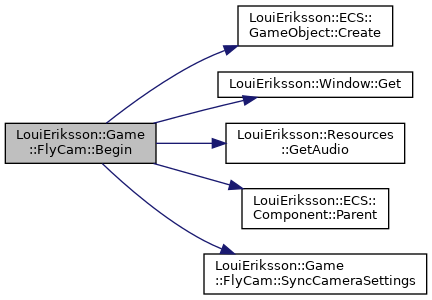 LouiEriksson::Game
::FlyCam::Begin
LouiEriksson::ECS::
GameObject::Create
LouiEriksson::Window::Get
LouiEriksson::Resources
::GetAudio
LouiEriksson::ECS::
Component::Parent
LouiEriksson::Game
::FlyCam::SyncCameraSettings